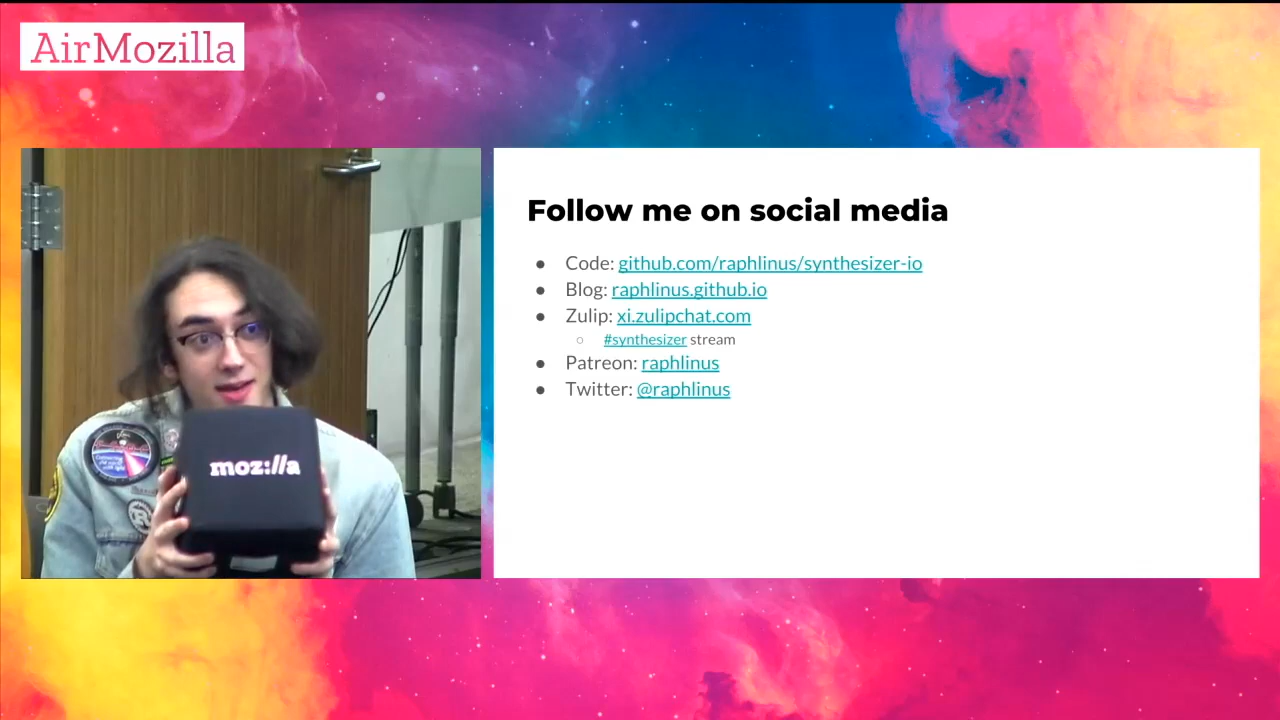 AirMozilla
moz://a
Follow me on social media
● Code: github.com/raphlinus/synthesizer-io
● Blog: raphlinus.github.io
● Zulip: xi.zulipchat.com
○ #synthesizer stream
● Patreon: raphlinus
● Twitter: @raphlinus